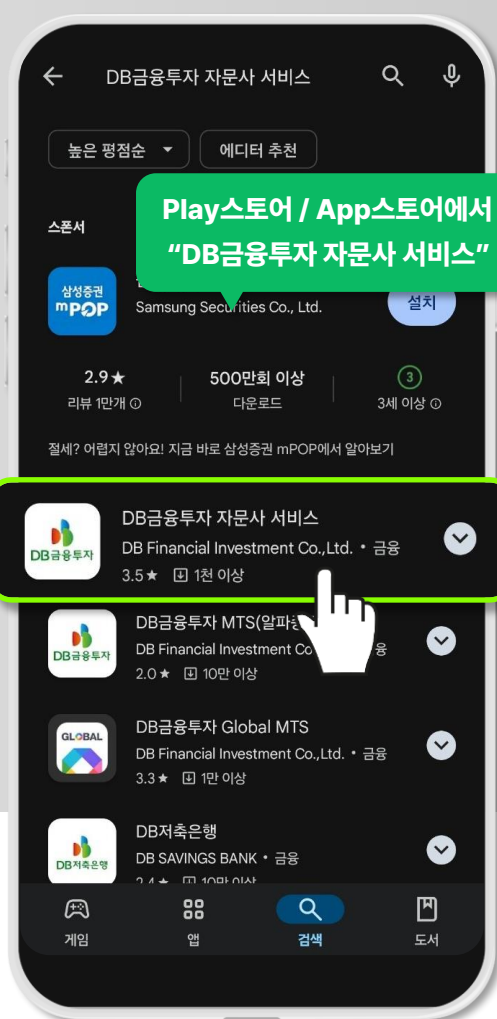 DB금융투자 자문사 서비스
높은 평점순
에디터 추천
Play스토어 / App스토어에서
“DB금융투자 자문사 서비스”
스폰서
삼성증권
mPOP
Samsung Securities Co., Ltd.
설치
2.9★
500만회 이상
3
리뷰 1만개
다운로드
3세 이상
절세? 어렵지 않아요! 지금 바로 삼성증권 mPOP에서 알아보기
DB금융투자
DB금융투자 자문사 서비스
DB Financial Investment Co.,Ltd. • 금융
3.5★ 1천 이상
DB금융투자
DB금융투자 MTS(알파
DB Financial Investment Co
2.0★ 10만 이상
GLOBAL
DB금융투자 Global MTS
DB Financial Investment Co.,Ltd. • 금융
3.3★ 1만 이상
DB저축은행
DB저축은행
DB SAVINGS BANK • 금융
2.4★ 10만 이상
게임
앱
검색
도서